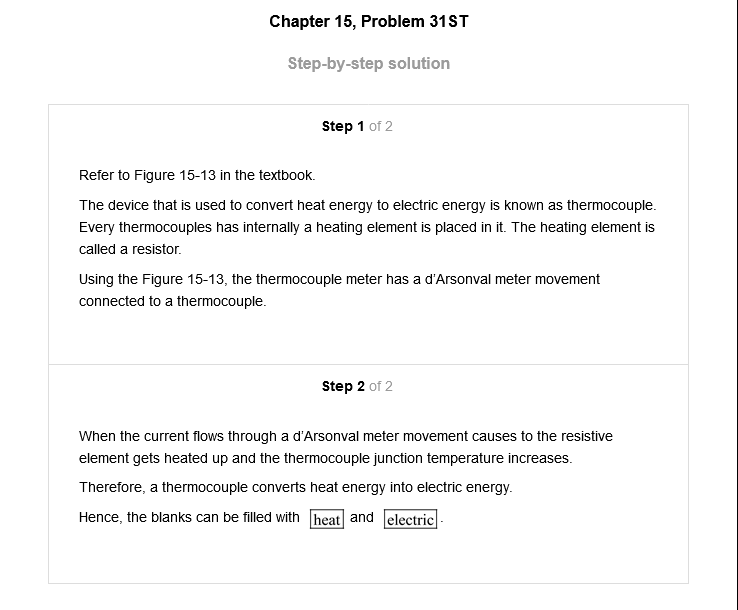 Chapter 15, Problem 31ST
Step-by-step solution
Step 1 of 2
Refer to Figure 15-13 in the textbook.
The device that is used to convert heat energy to electric energy is known as thermocouple.
Every thermocouples has internally a heating element is placed in it. The heating element is
called a resistor.
Using the Figure 15-13, the thermocouple meter has a d'Arsonval meter movement
connected to a thermocouple.
Step 2 of 2
When the current flows through a d'Arsonval meter movement causes to the resistive
element gets heated up and the thermocouple junction temperature increases.
Therefore, a thermocouple converts heat energy into electric energy.
Hence, the blanks can be filled with heat and electric.